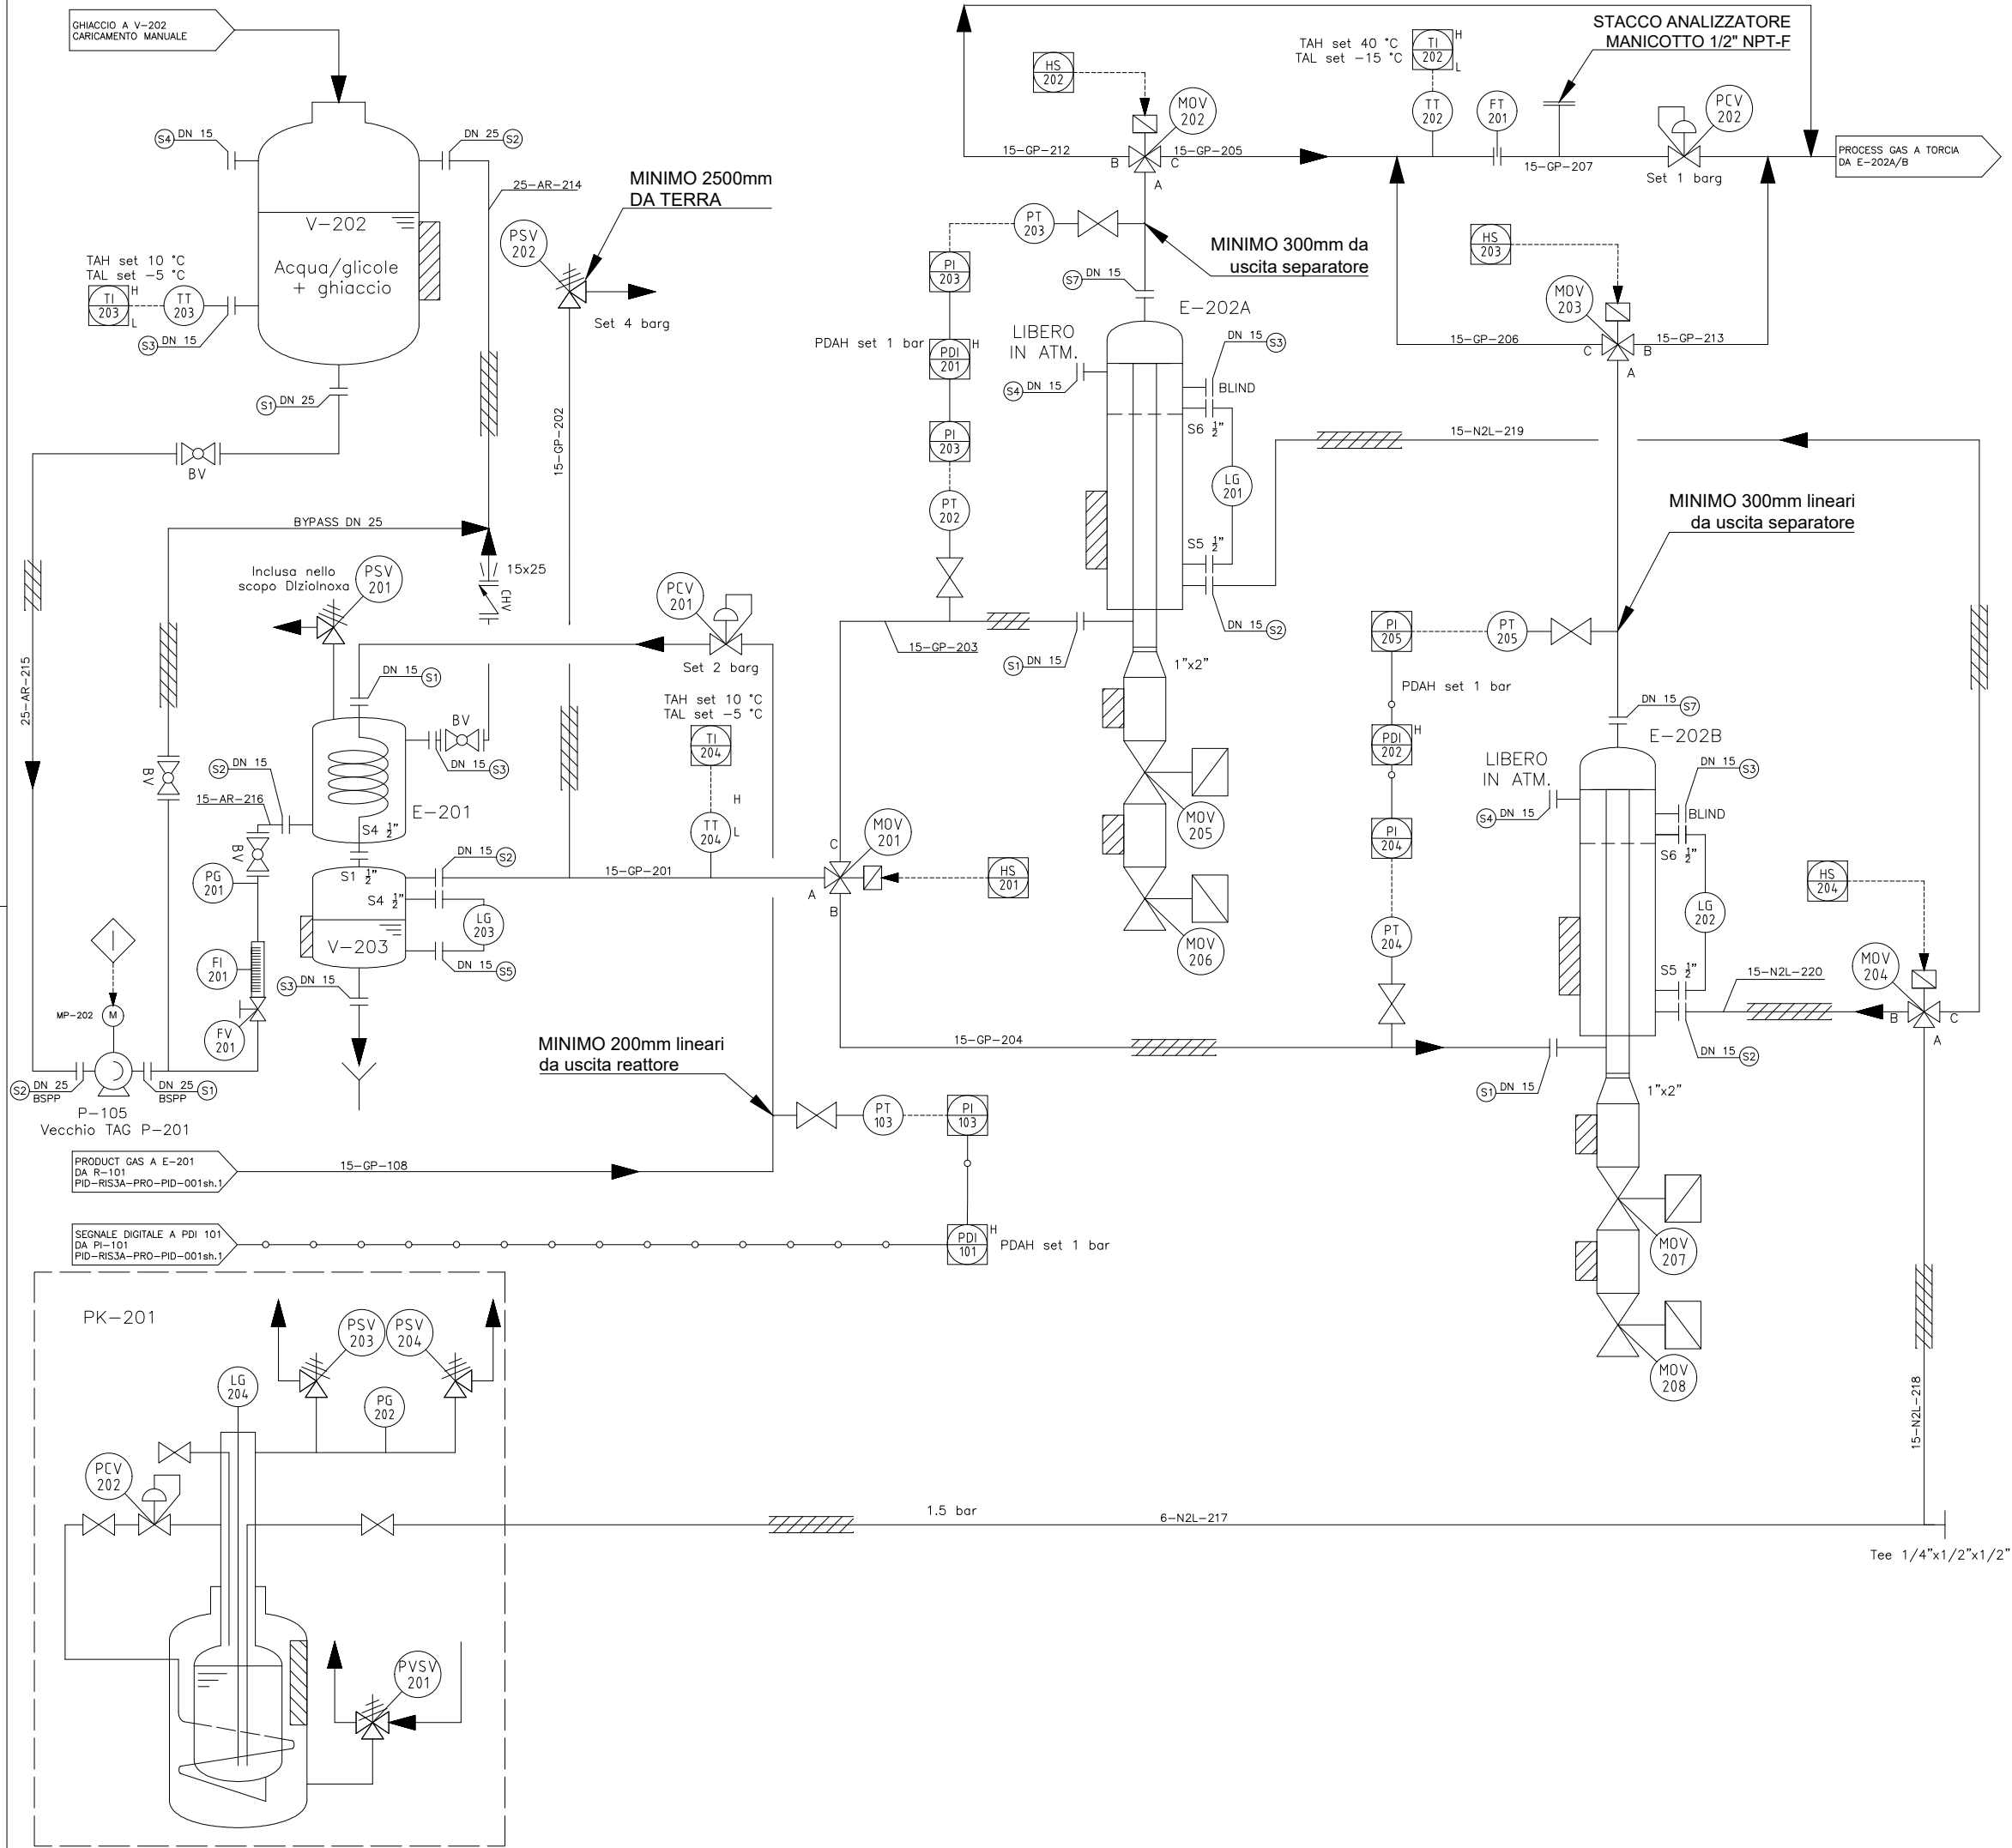 GHIACCIO A V-202
CARICAMENTO MANUALE
S4 DN 15
DN 25 S2
25-AR-214
V-202
Acqua/glicole
+ ghiaccio
TAH set 10 °C
TAL set -5 °C
TI
203
H
L
TT
203
S3 DN 15
S1 DN 25
BV
MINIMO 2500mm
DA TERRA
PSV
202
Set 4 barg
15-GP-202
BYPASS DN 25
15x25
CHV
Inclusa nello
scopo DIziolnoxa
PSV
201
25-AR-215
DN 15 S1
BV
DN 15 S3
BV
S2 DN 15
15-AR-216
E-201
S4 1/2"
BV
PG
201
S1 1/2"
DN 15 S2
S4 1/2"
LG
203
V-203
DN 15 S5
S3 DN 15
FI
201
FV
201
MP-202
M
S2 DN 25
BSPP
DN 25 S1
BSPP
P-105
Vecchio TAG P-201
PCV
201
Set 2 barg
TAH set 10 °C
TAL set -5 °C
TI
204
H
L
TT
204
15-GP-201
MOV
201
C
A
B
HS
201
HS
202
MOV
202
15-GP-212
B
C
A
15-GP-205
TAH set 40 °C
TAL set -15 °C
TI
202
H
L
TT
202
FT
201
STACCO ANALIZZATORE
MANICOTTO 1/2" NPT-F
15-GP-207
PCV
202
Set 1 barg
PROCESS GAS A TORCIA
DA E-202A/B
PT
203
MINIMO 300mm da
uscita separatore
PI
203
S7 DN 15
E-202A
LIBERO
IN ATM.
PDAH set 1 bar
PDI
201
H
S4 DN 15
DN 15 S3
BLIND
S6 1/2"
PI
203
PT
202
LG
201
S5 1/2"
DN 15 S2
15-GP-203
S1 DN 15
1"x2"
MOV
205
MOV
206
HS
203
MOV
203
15-GP-206
C
B
A
15-GP-213
15-N2L-219
MINIMO 300mm lineari
da uscita separatore
PI
205
PT
205
PDAH set 1 bar
PDI
202
H
PI
204
PT
204
DN 15 S7
E-202B
LIBERO
IN ATM.
S4 DN 15
DN 15 S3
BLIND
S6 1/2"
LG
202
S5 1/2"
15-N2L-220
DN 15 S2
S1 DN 15
1"x2"
HS
204
MOV
204
B
C
A
15-GP-204
MOV
207
MOV
208
15-N2L-218
MINIMO 200mm lineari
da uscita reattore
PT
103
PI
103
PRODUCT GAS A E-201
DA R-101
PID-RIS3A-PRO-PID-001sh.1
15-GP-108
SEGNALE DIGITALE A PDI 101
DA PI-101
PID-RIS3A-PRO-PID-001sh.1
PDI
101
H
PDAH set 1 bar
PK-201
PSV
203
PSV
204
LG
204
PG
202
PCV
202
1.5 bar
6-N2L-217
Tee 1/4"x1/2"x1/2"
PVSV
201